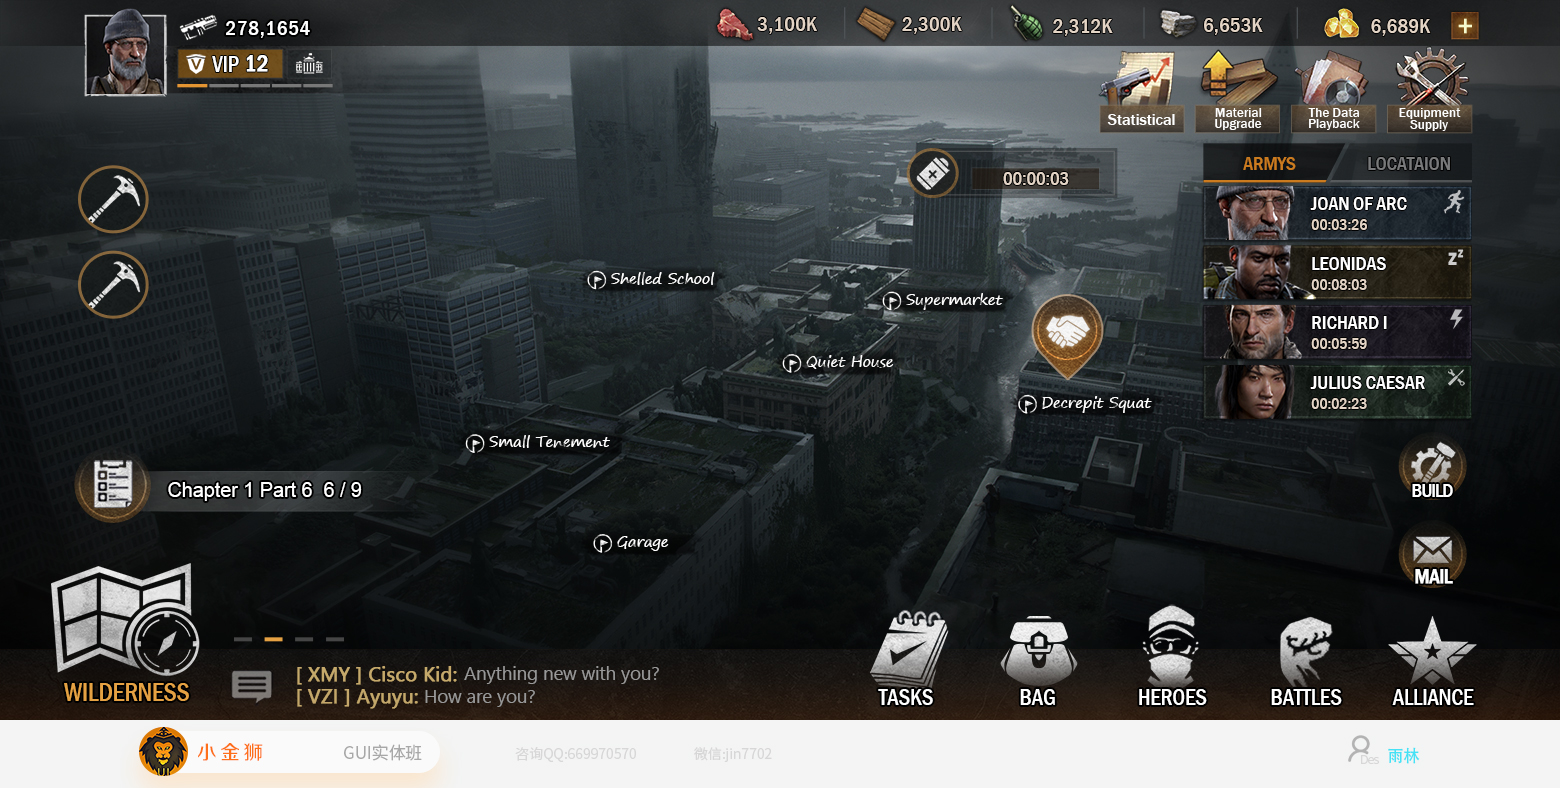 278,1654
3,100K
2,300K
2,312K
6,653K
6,689K
VIP 12
Statistical
Material
Upgrade
The Data
Playback
Equipment
Supply
00:00:03
ARMYS
LOCATAION
JOAN OF ARC
00:03:26
LEONIDAS
00:08:03
RICHARD I
00:05:59
JULIUS CAESAR
00:02:23
Shelled School
Supermarket
Quiet House
Decrepit Squat
Small Tenement
Garage
Chapter 1 Part 6 6 / 9
BUILD
MAIL
WILDERNESS
[ XMY ] Cisco Kid: Anything new with you?
[ VZI ] Ayuyu: How are you?
TASKS
BAG
HEROES
BATTLES
ALLIANCE
小金狮
GUI实体班
咨询QQ:669970570
微信:jin7702
Des
雨林